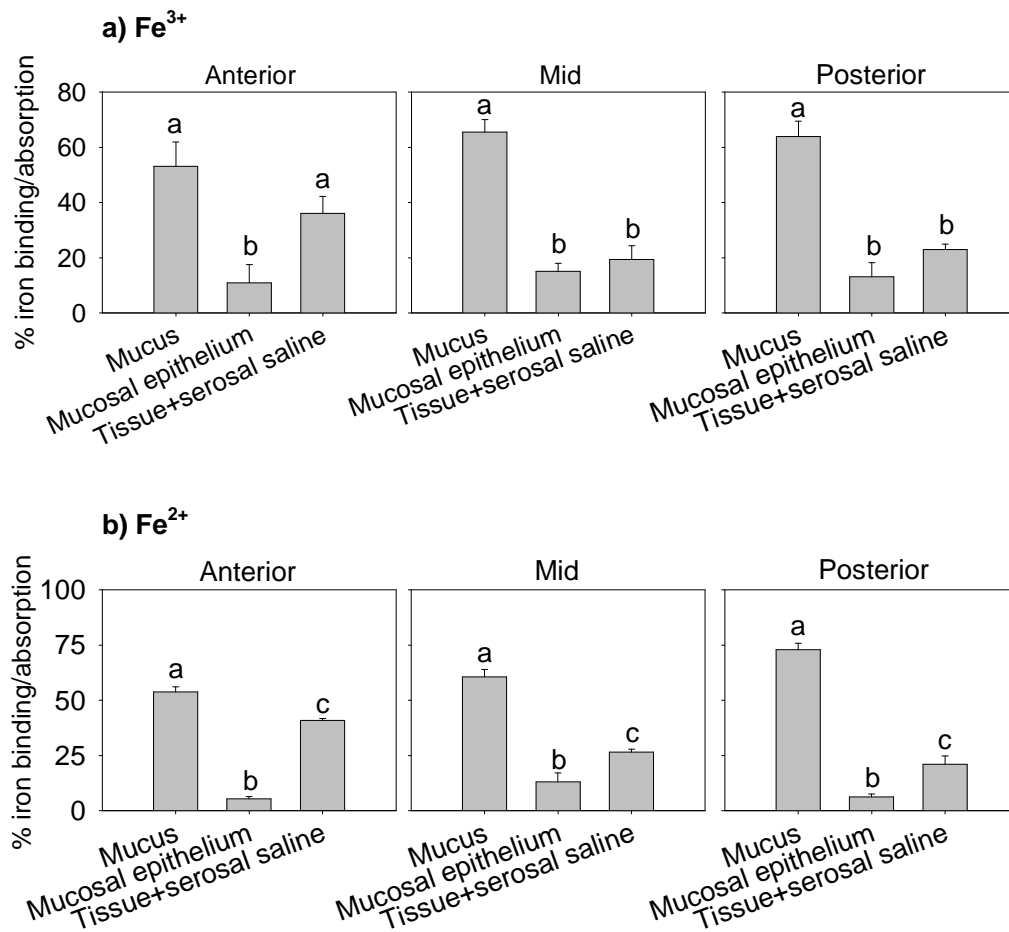 a) Fe3+
Anterior Mid Posterior
% iron binding/absorption
80
60
40
20
0
a b a
a b b
a b b
Mucus
Mucosal epithelium
Tissue+serosal saline
Mucus
Mucosal epithelium
Tissue+serosal saline
Mucus
Mucosal epithelium
Tissue+serosal saline
b) Fe2+
Anterior Mid Posterior
% iron binding/absorption
100
75
50
25
0
a b c
a b c
a b c
Mucus
Mucosal epithelium
Tissue+serosal saline
Mucus
Mucosal epithelium
Tissue+serosal saline
Mucus
Mucosal epithelium
Tissue+serosal saline